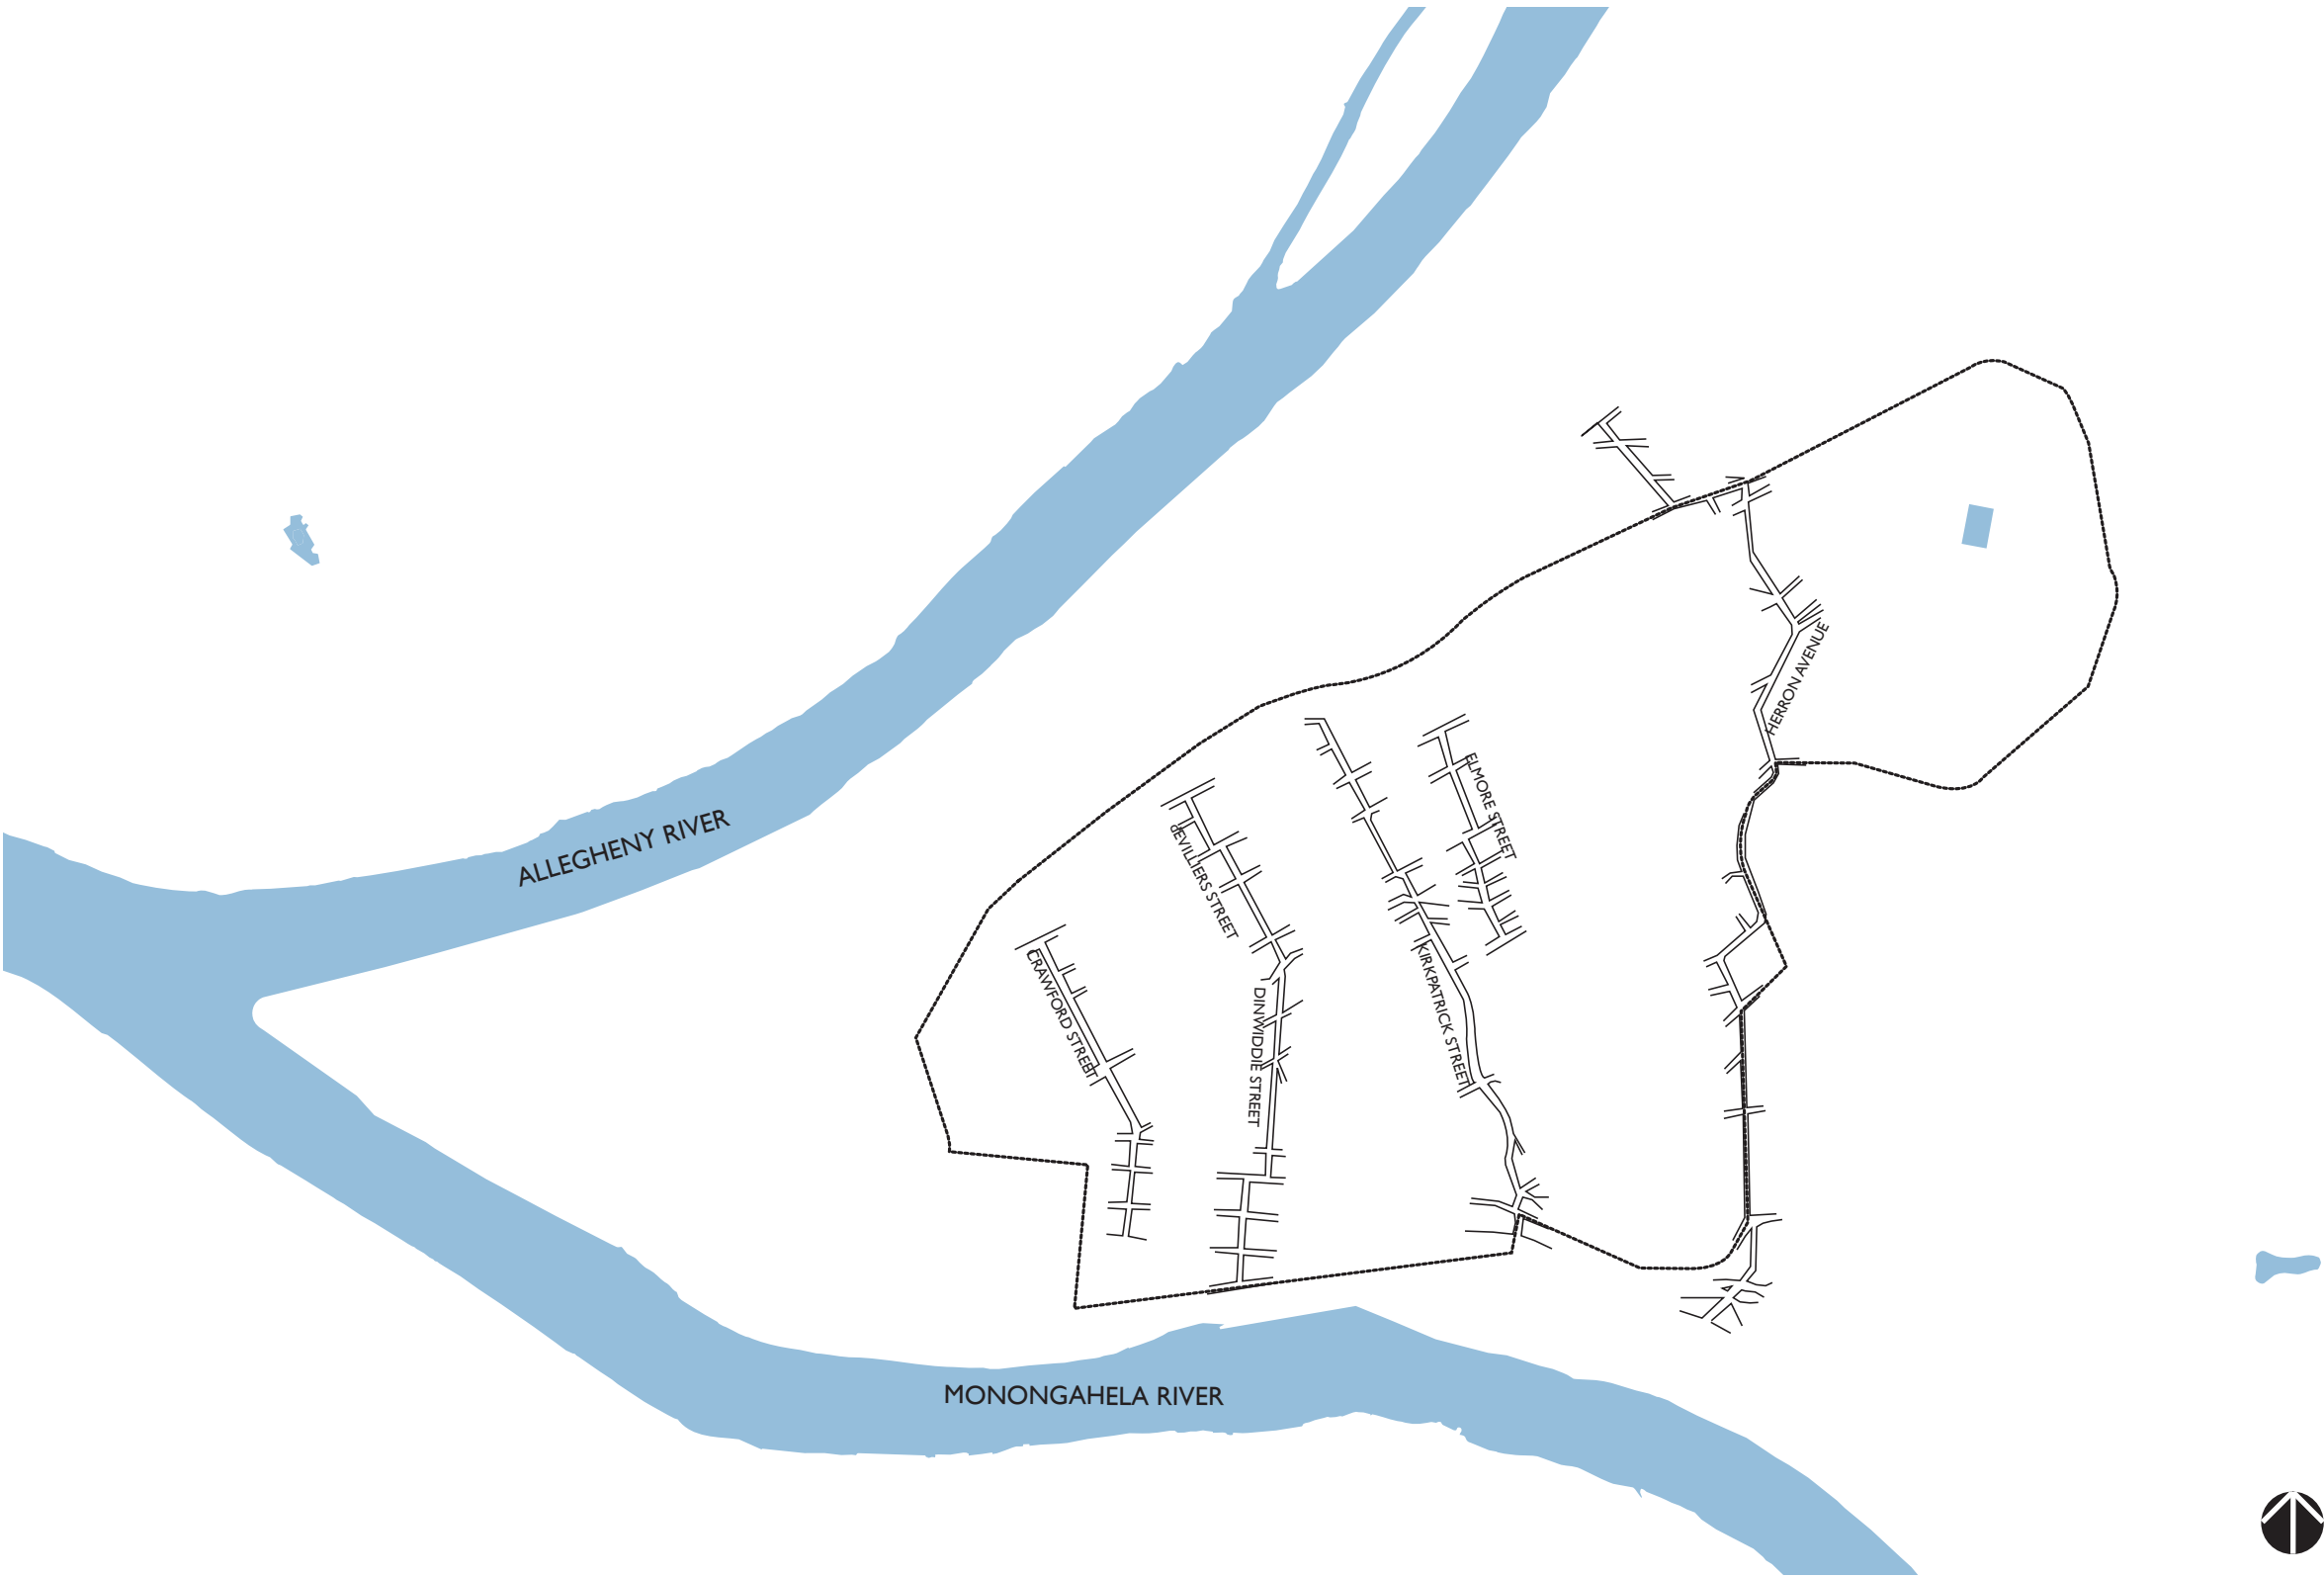 HERRON AVENUE
ELMORE STREET
ALLEGHENY RIVER
dEVILLIERS STREET
CRAWFORD STREET
KIRKPATRICK STREET
DINWIDDIE STREET
MONONGAHELA RIVER